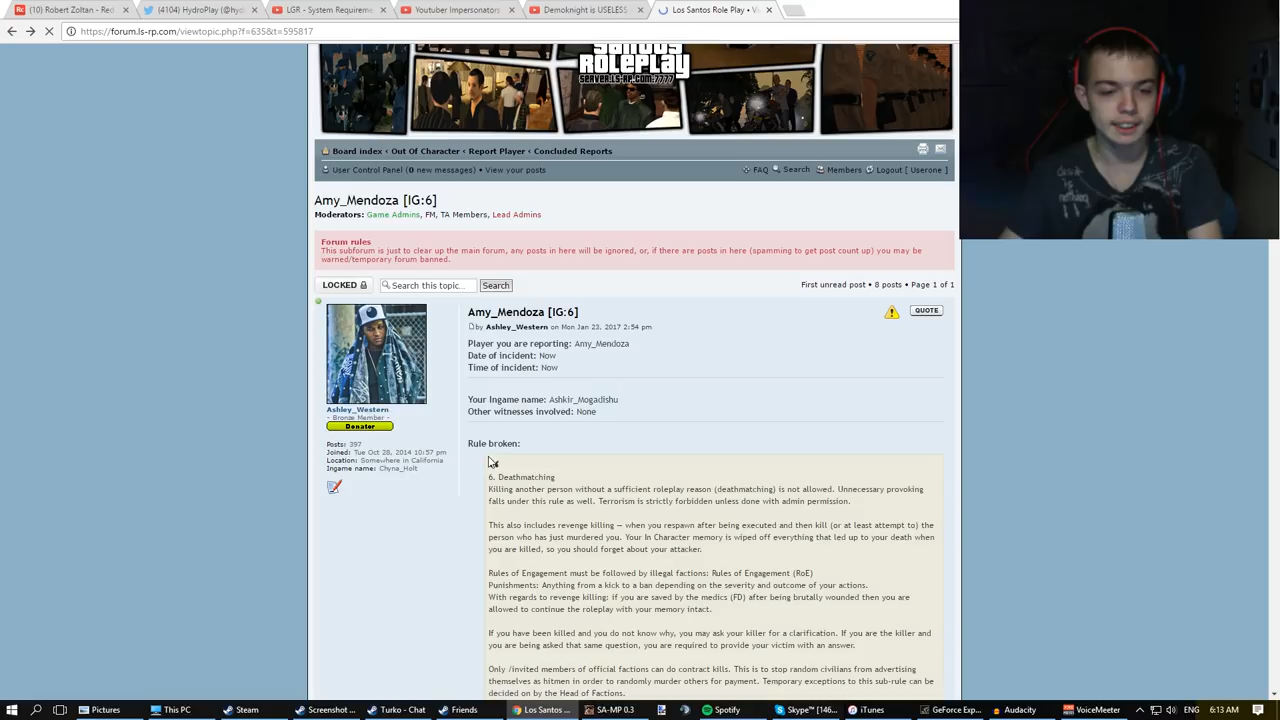 (10) Robert Zoltan - Red
(4104) HydroPlay (@hyd
LGR - System Requireme
Youtuber Impersonators
Demoknight is USELESS
Los Santos Role Play • V
https://forum.ls-rp.com/viewtopic.php?f=635&t=595817
SANTOS
ROLEPLAY
SERVER.LS-RP.COM:7777
Board index ‹ Out Of Character ‹ Report Player ‹ Concluded Reports
User Control Panel (0 new messages) • View your posts
FAQ Search Members Logout [ Userone ]
Amy_Mendoza [IG:6]
Moderators: Game Admins, FM, TA Members, Lead Admins
Forum rules
This subforum is just to clear up the main forum, any posts in here will be ignored, or, if there are posts in here (spamming to get post count up) you may be
warned/temporary forum banned.
LOCKED
Search this topic...
Search
First unread post • 8 posts • Page 1 of 1
Amy_Mendoza [IG:6]
QUOTE
by Ashley_Western on Mon Jan 23, 2017 2:54 pm
Player you are reporting: Amy_Mendoza
Date of incident: Now
Time of incident: Now
Your Ingame name: Ashkir_Mogadishu
Other witnesses involved: None
Ashley_Western
- Bronze Member -
Donator
Posts: 397
Joined: Tue Oct 28, 2014 10:57 pm
Location: Somewhere in California
Ingame name: Chyna_Holt
Rule broken:
6. Deathmatching
Killing another person without a sufficient roleplay reason (deathmatching) is not allowed. Unnecessary provoking
falls under this rule as well. Terrorism is strictly forbidden unless done with admin permission.
This also includes revenge killing — when you respawn after being executed and then kill (or at least attempt to) the
person who has just murdered you. Your In Character memory is wiped off everything that led up to your death when
you are killed, so you should forget about your attacker.
Rules of Engagement must be followed by illegal factions: Rules of Engagement (RoE)
Punishments: Anything from a kick to a ban depending on the severity and outcome of your actions.
With regards to revenge killing: if you are saved by the medics (FD) after being brutally wounded then you are
allowed to continue the roleplay with your memory intact.
If you have been killed and you do not know why, you may ask your killer for a clarification. If you are the killer and
you are being asked that same question, you are required to provide your victim with an answer.
Only /invited members of official factions can do contract kills. This is to stop random civilians from advertising
themselves as hitmen in order to randomly murder others for payment. Temporary exceptions to this sub-rule can be
decided on by the Head of Factions.
Pictures
This PC
Steam
Screenshot ...
Turko - Chat
Friends
Los Santos ...
SA-MP 0.3
Spotify
Skype™ [146...
iTunes
GeForce Exp...
Audacity
VoiceMeeter
6:13 AM